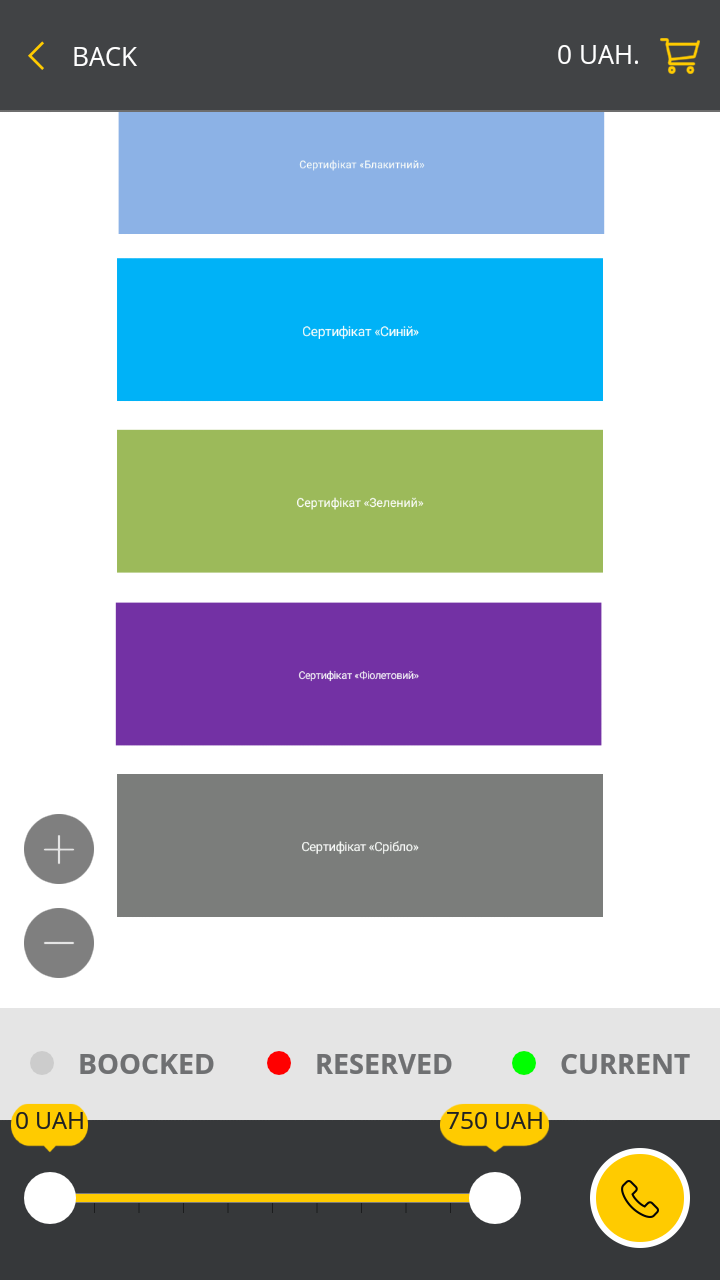 BACK
0 UAH.
Сертифікат «Блакитний»
Сертифікат «Синій»
Сертифікат «Зелений»
Сертифікат «Фіолетовий»
Сертифікат «Срібло»
BOOCKED
RESERVED
CURRENT
0 UAH
750 UAH